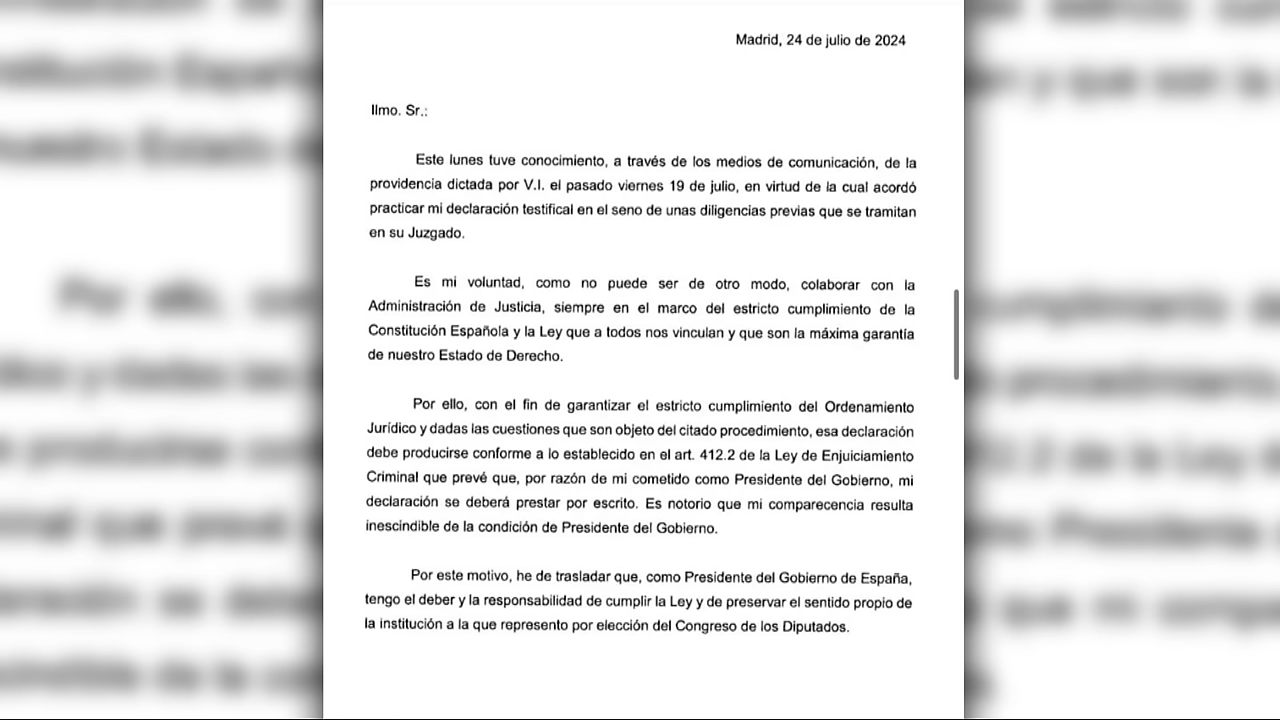 Madrid, 24 de julio de 2024
Ilmo. Sr.:
Este lunes tuve conocimiento, a través de los medios de comunicación, de la
providencia dictada por V.I. el pasado viernes 19 de julio, en virtud de la cual acordó
practicar mi declaración testifical en el seno de unas diligencias previas que se tramitan
en su Juzgado.
Es mi voluntad, como no puede ser de otro modo, colaborar con la
Administración de Justicia, siempre en el marco del estricto cumplimiento de la
Constitución Española y la Ley que a todos nos vinculan y que son la máxima garantía
de nuestro Estado de Derecho.
Por ello, con el fin de garantizar el estricto cumplimiento del Ordenamiento
Jurídico y dadas las cuestiones que son objeto del citado procedimiento, esa declaración
debe producirse conforme a lo establecido en el art. 412.2 de la Ley de Enjuiciamiento
Criminal que prevé que, por razón de mi cometido como Presidente del Gobierno, mi
declaración se deberá prestar por escrito. Es notorio que mi comparecencia resulta
inescindible de la condición de Presidente del Gobierno.
Por este motivo, he de trasladar que, como Presidente del Gobierno de España,
tengo el deber y la responsabilidad de cumplir la Ley y de preservar el sentido propio de
la institución a la que represento por elección del Congreso de los Diputados.